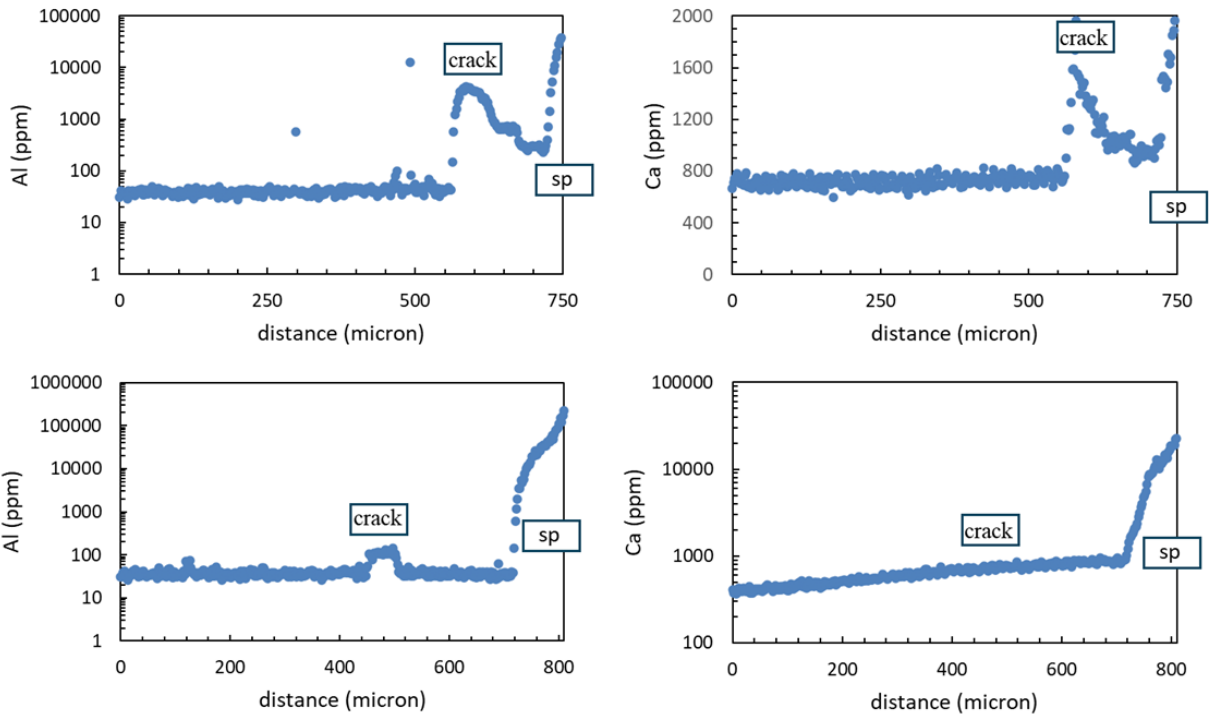 Al (ppm)
100000
10000
1000
100
10
1
crack
sp
0 250 500 750
distance (micron)
Ca (ppm)
2000
1600
1200
800
400
0
crack
sp
0 250 500 750
distance (micron)
Al (ppm)
1000000
100000
10000
1000
100
10
1
crack
sp
0 200 400 600 800
distance (micron)
Ca (ppm)
100000
10000
1000
100
crack
sp
0 200 400 600 800
distance (micron)